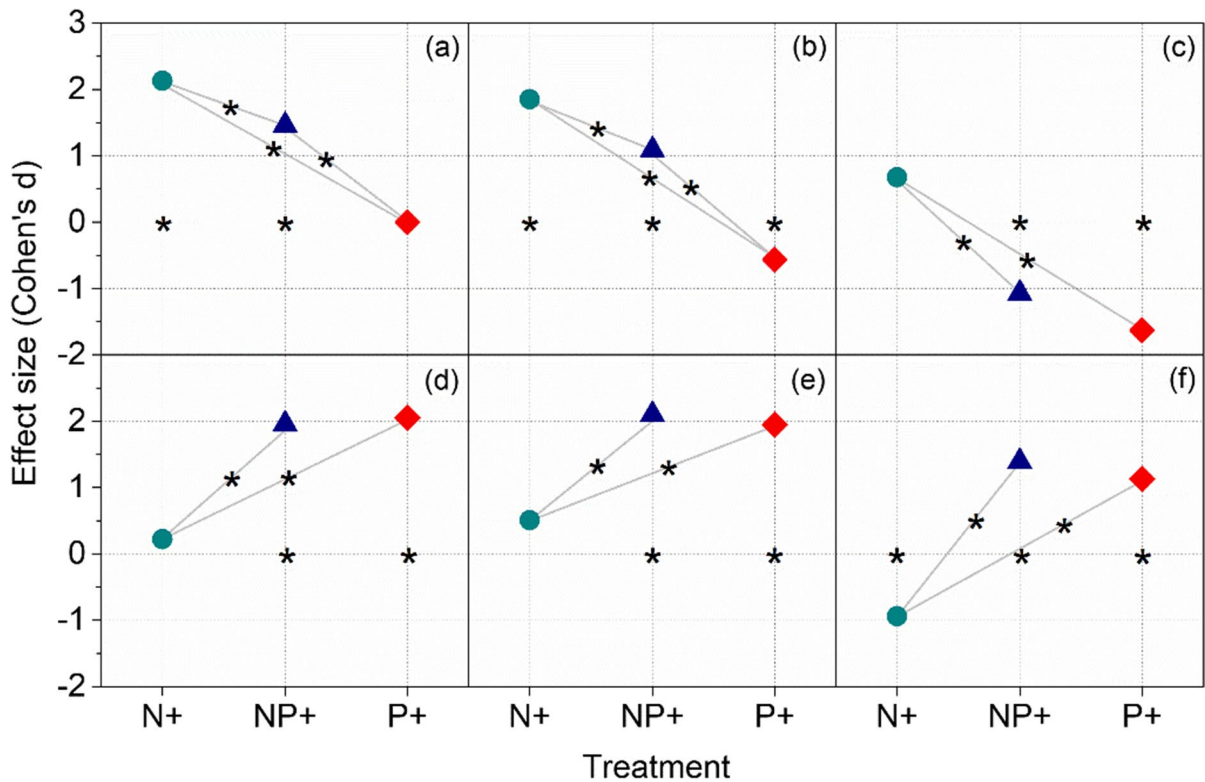 Effect size (Cohen's d)
3
2
1
0
-1
-2
2
1
0
-1
-2
(a)
(b)
(c)
* * * * *
* * * * * *
* * * * *
(d)
(e)
(f)
* * * *
* * * *
* * * * *
N+ NP+ P+ N+ NP+ P+ N+ NP+ P+
Treatment